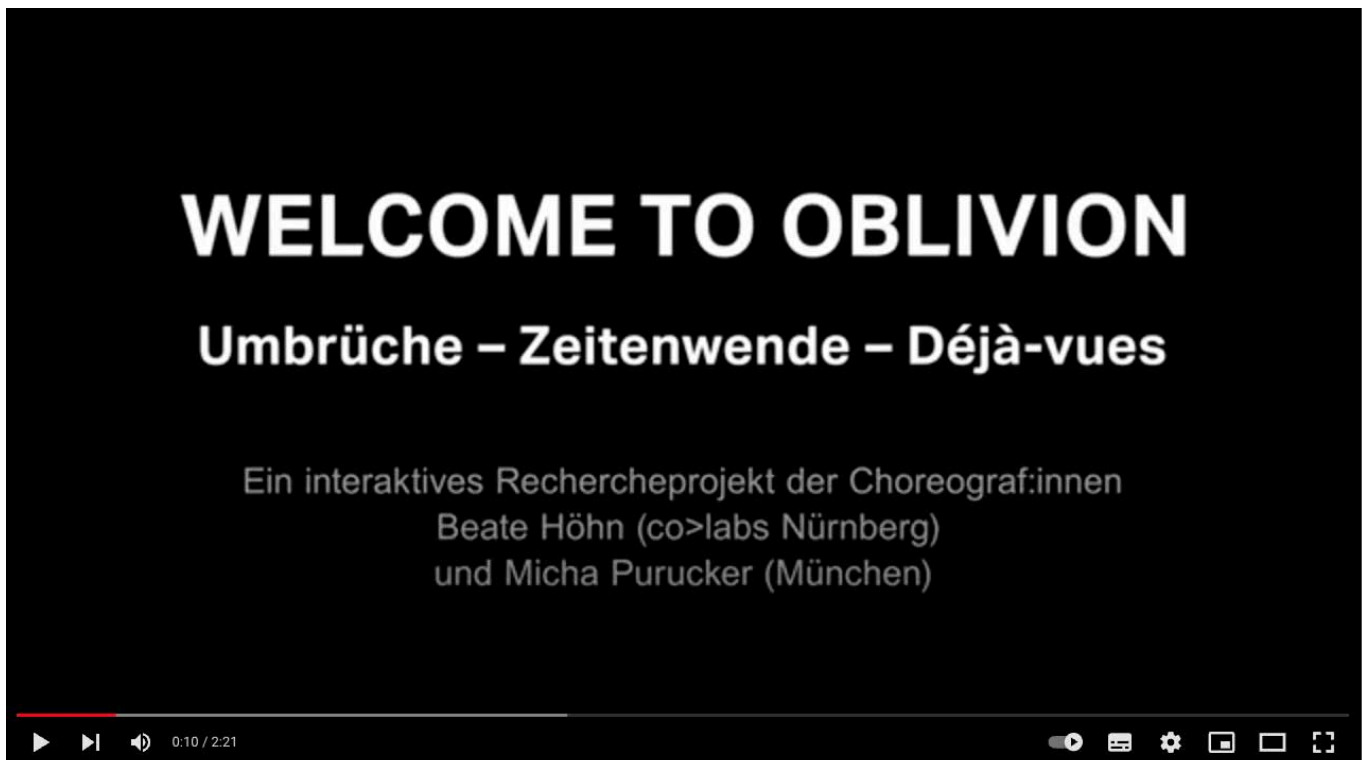 WELCOME TO OBLIVION
Umbrüche – Zeitenwende – Déjà-vues
Ein interaktives Rechercheprojekt der Choreograf:innen
Beate Höhn (co>labs Nürnberg)
und Micha Purucker (München)
0:10 / 2:21